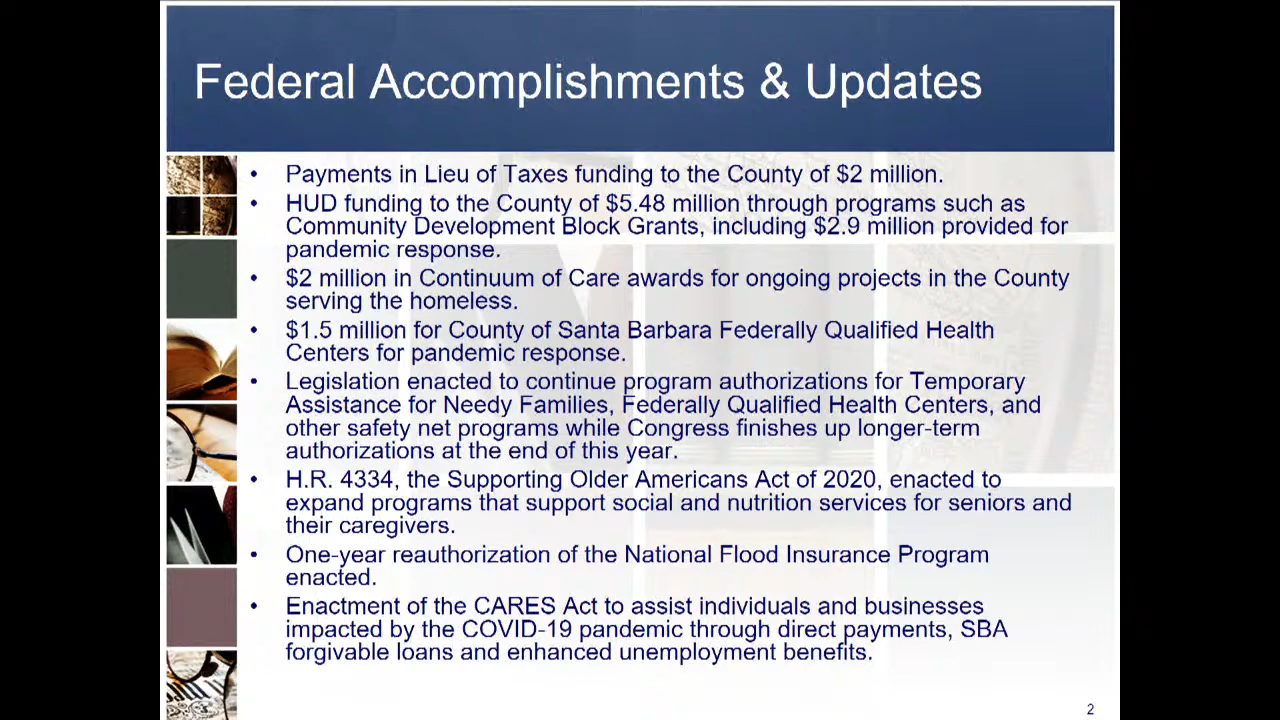 Federal Accomplishments & Updates
• Payments in Lieu of Taxes funding to the County of $2 million.
• HUD funding to the County of $5.48 million through programs such as
Community Development Block Grants, including $2.9 million provided for
pandemic response.
• $2 million in Continuum of Care awards for ongoing projects in the County
serving the homeless.
• $1.5 million for County of Santa Barbara Federally Qualified Health
Centers for pandemic response.
• Legislation enacted to continue program authorizations for Temporary
Assistance for Needy Families, Federally Qualified Health Centers, and
other safety net programs while Congress finishes up longer-term
authorizations at the end of this year.
• H.R. 4334, the Supporting Older Americans Act of 2020, enacted to
expand programs that support social and nutrition services for seniors and
their caregivers.
• One-year reauthorization of the National Flood Insurance Program
enacted.
• Enactment of the CARES Act to assist individuals and businesses
impacted by the COVID-19 pandemic through direct payments, SBA
forgivable loans and enhanced unemployment benefits.
2